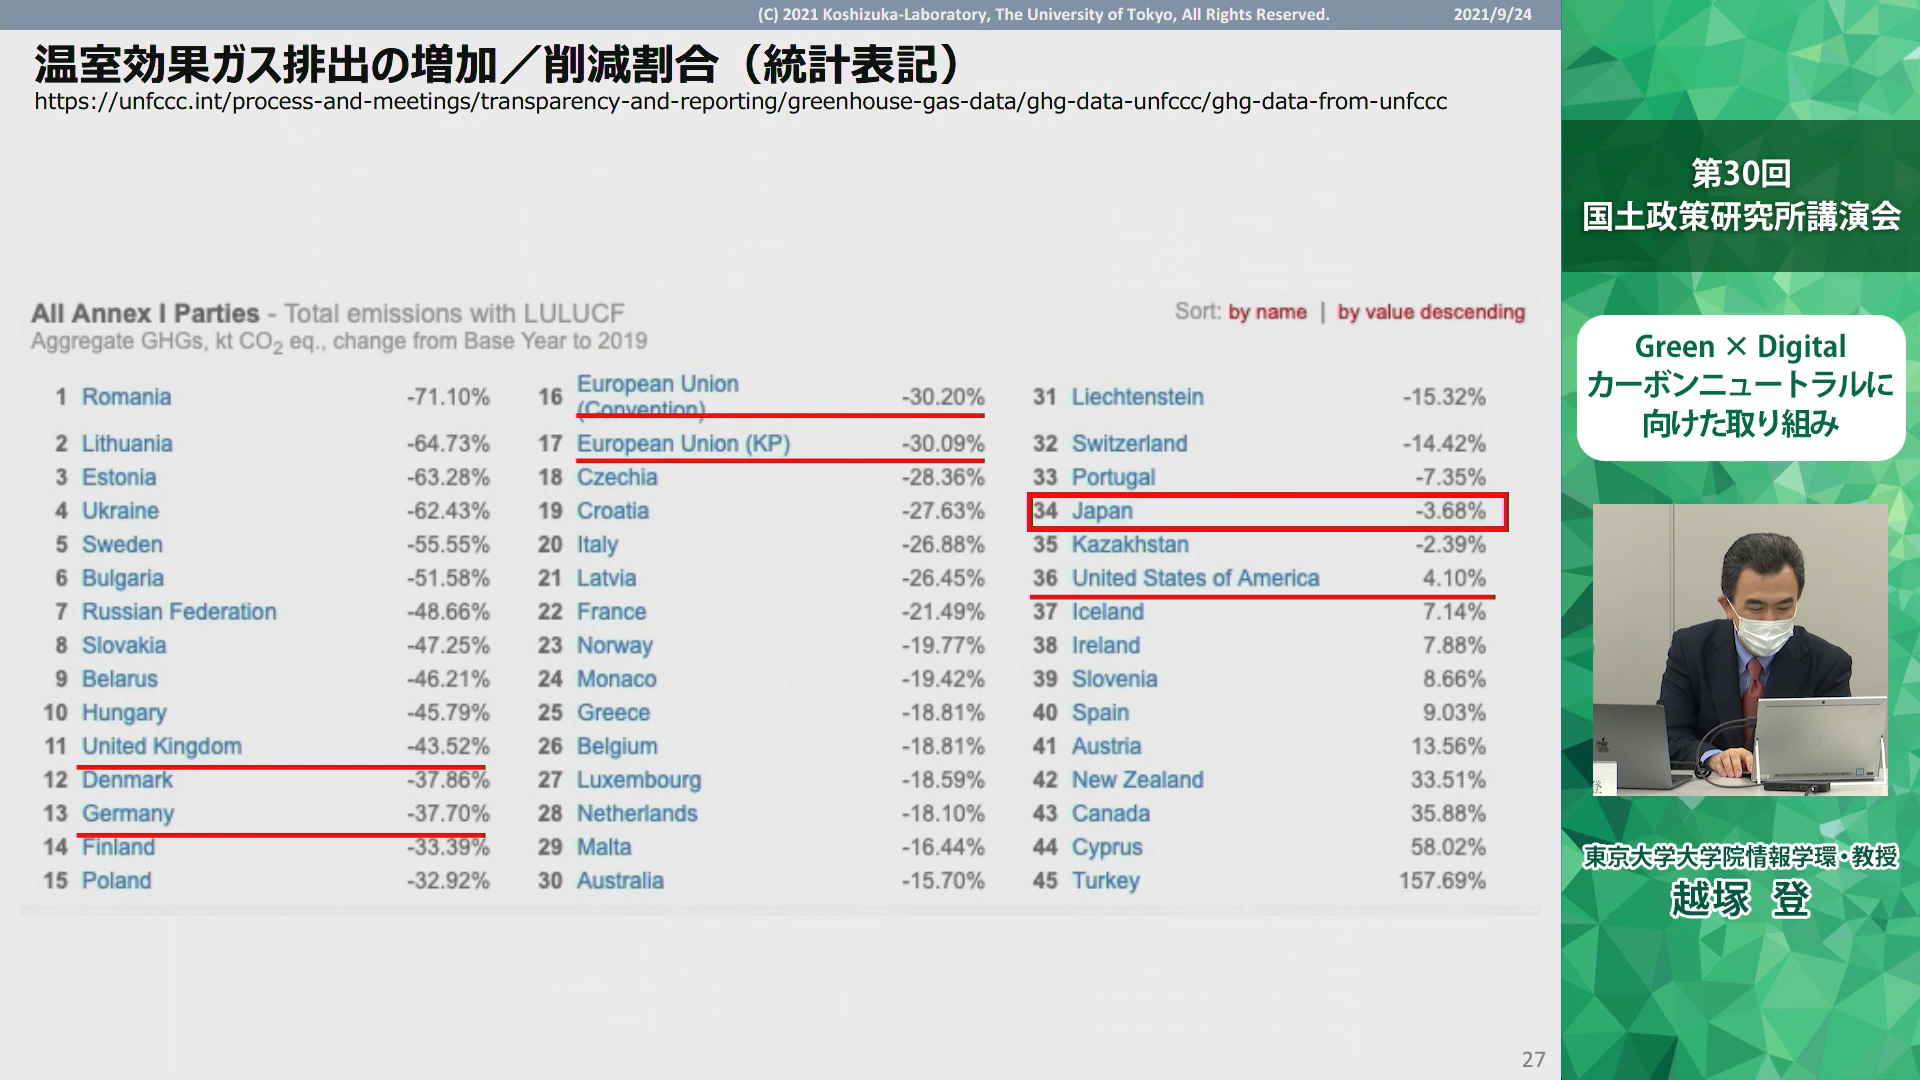 (C) 2021 Koshizuka-Laboratory, The University of Tokyo, All Rights Reserved. 2021/9/24
温室効果ガス排出の増加／削減割合（統計表記）
https://unfccc.int/process-and-meetings/transparency-and-reporting/greenhouse-gas-data/ghg-data-unfccc/ghg-data-from-unfccc
All Annex I Parties - Total emissions with LULUCF
Aggregate GHGs, kt CO2 eq., change from Base Year to 2019
Sort: by name | by value descending
1 Romania -71.10%
2 Lithuania -64.73%
3 Estonia -63.28%
4 Ukraine -62.43%
5 Sweden -55.55%
6 Bulgaria -51.58%
7 Russian Federation -48.66%
8 Slovakia -47.25%
9 Belarus -46.21%
10 Hungary -45.79%
11 United Kingdom -43.52%
12 Denmark -37.86%
13 Germany -37.70%
14 Finland -33.39%
15 Poland -32.92%
16 European Union
(Convention) -30.20%
17 European Union (KP) -30.09%
18 Czechia -28.36%
19 Croatia -27.63%
20 Italy -26.88%
21 Latvia -26.45%
22 France -21.49%
23 Norway -19.77%
24 Monaco -19.42%
25 Greece -18.81%
26 Belgium -18.81%
27 Luxembourg -18.59%
28 Netherlands -18.10%
29 Malta -16.44%
30 Australia -15.70%
31 Liechtenstein -15.32%
32 Switzerland -14.42%
33 Portugal -7.35%
34 Japan -3.68%
35 Kazakhstan -2.39%
36 United States of America 4.10%
37 Iceland 7.14%
38 Ireland 7.88%
39 Slovenia 8.66%
40 Spain 9.03%
41 Austria 13.56%
42 New Zealand 33.51%
43 Canada 35.88%
44 Cyprus 58.02%
45 Turkey 157.69%
27
第30回
国土政策研究所講演会
Green × Digital
カーボンニュートラルに
向けた取り組み
登
東京大学大学院情報学環・教授
越塚 登